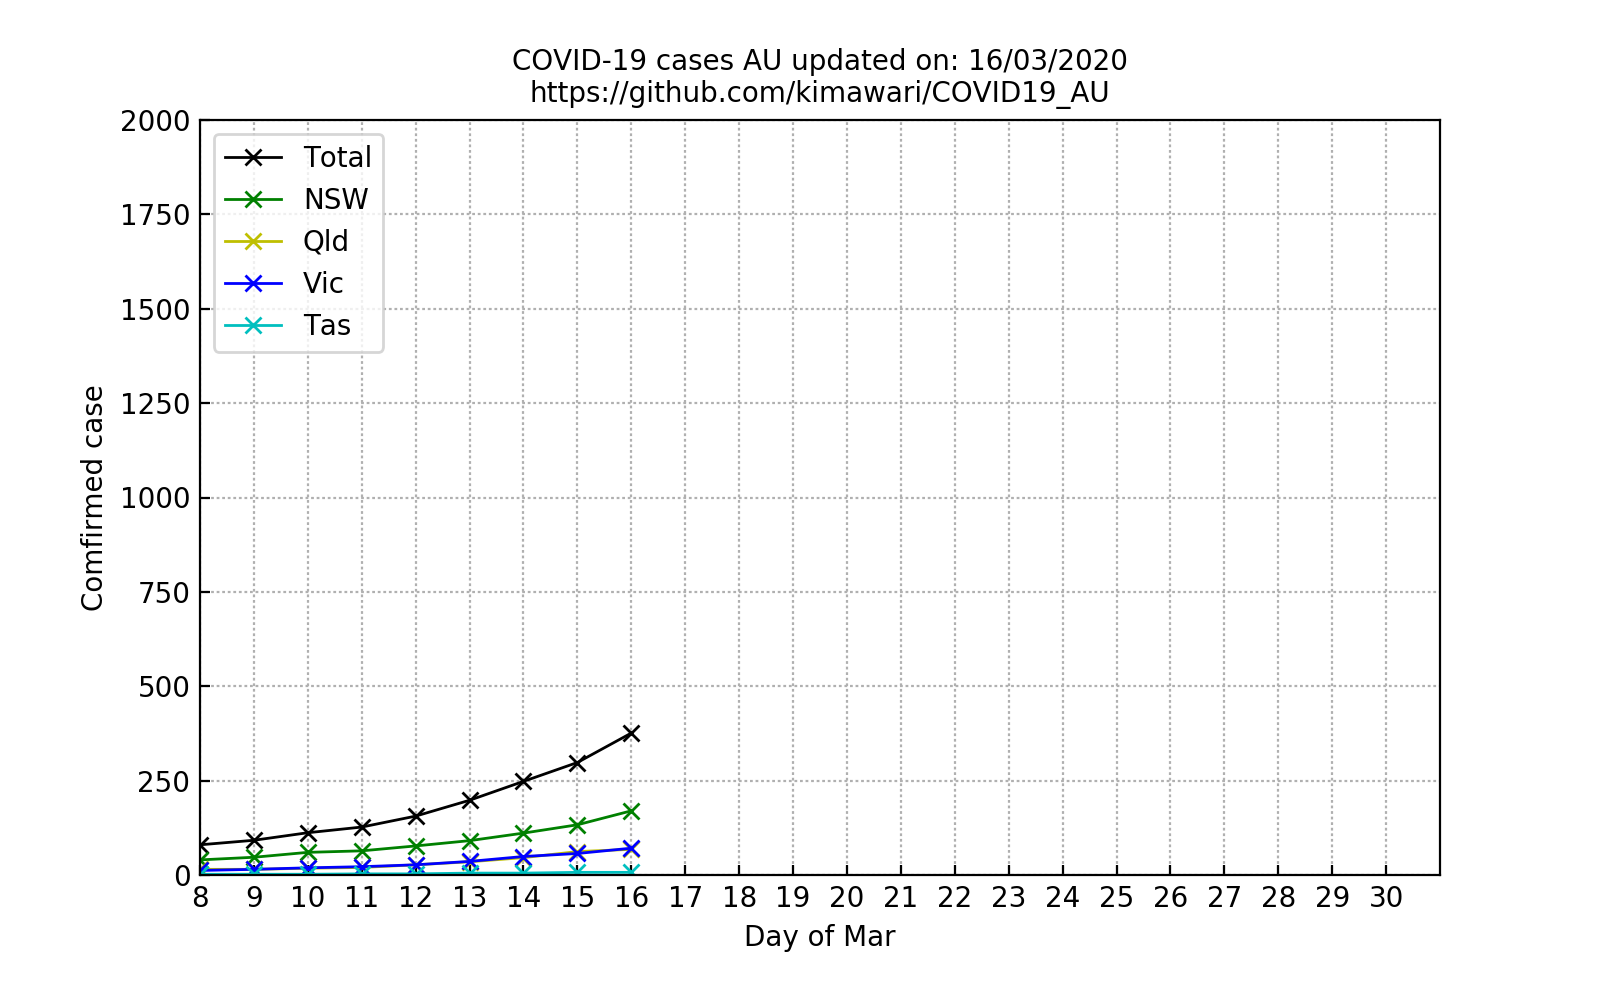 COVID-19 cases AU updated on: 16/03/2020
https://github.com/kimawari/COVID19_AU
2000
1750
1500
1250
1000
750
500
250
0
Comfirmed case
Total
NSW
Qld
Vic
Tas
8 9 10 11 12 13 14 15 16 17 18 19 20 21 22 23 24 25 26 27 28 29 30
Day of Mar